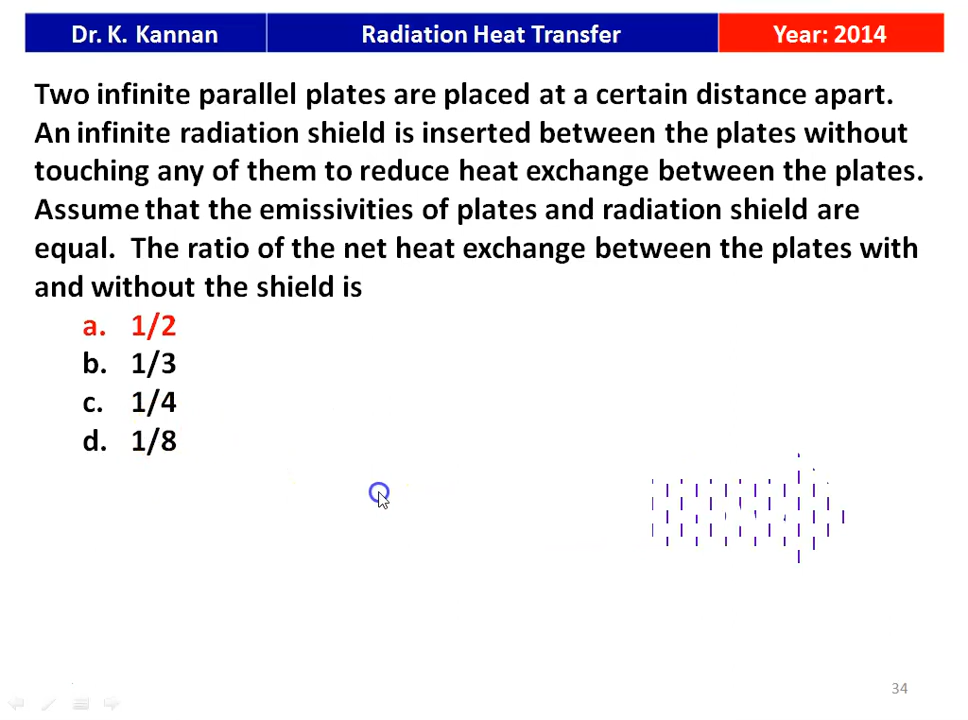 Dr. K. Kannan Radiation Heat Transfer Year: 2014
Two infinite parallel plates are placed at a certain distance apart.
An infinite radiation shield is inserted between the plates without
touching any of them to reduce heat exchange between the plates.
Assume that the emissivities of plates and radiation shield are
equal. The ratio of the net heat exchange between the plates with
and without the shield is
a. 1/2
b. 1/3
c. 1/4
d. 1/8
34